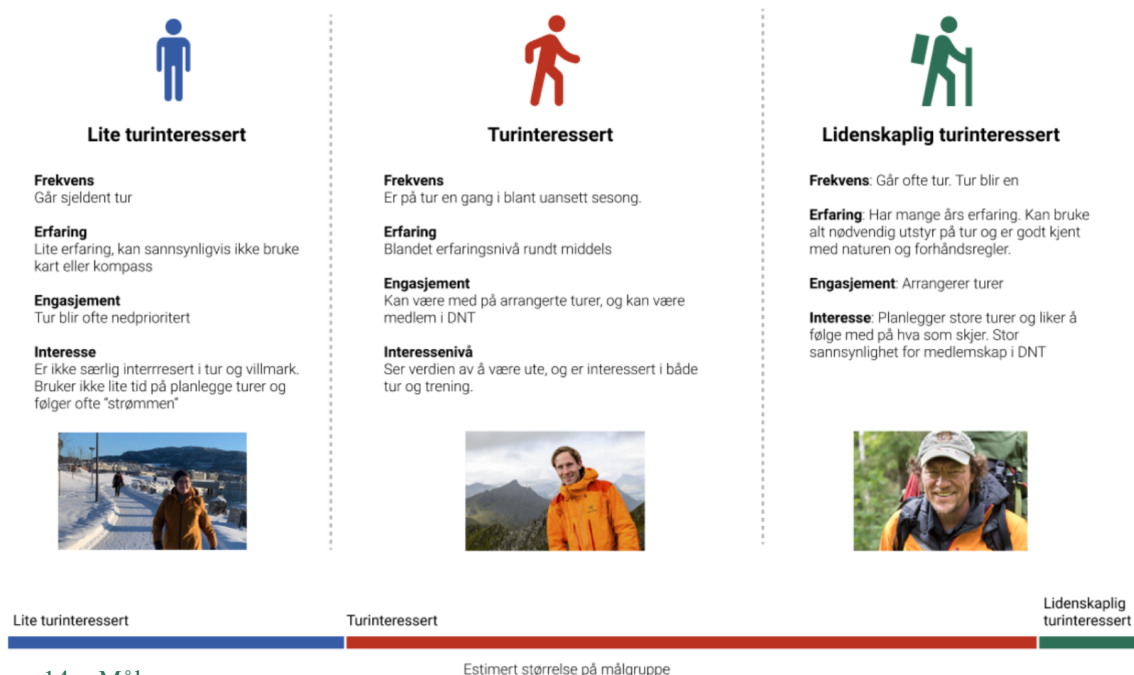 Lite turinteressert
Frekvens
Går sjeldent tur
Erfaring
Lite erfaring, kan sannsynligvis ikke bruke
kart eller kompass
Engasjement
Tur blir ofte nedprioritert
Interesse
Er ikke særlig interrresert i tur og villmark.
Bruker ikke lite tid på planlegge turer og
følger ofte “strømmen”
Turinteressert
Frekvens
Er på tur en gang i blant uansett sesong.
Erfaring
Blandet erfaringsnivå rundt middels
Engasjement
Kan være med på arrangerte turer, og kan være
medlem i DNT
Interessenivå
Ser verdien av å være ute, og er interessert i både
tur og trening.
Lidenskaplig turinteressert
Frekvens: Går ofte tur. Tur blir en
Erfaring: Har mange års erfaring. Kan bruke
alt nødvendig utstyr på tur og er godt kjent
med naturen og forhåndsregler.
Engasjement: Arrangerer turer
Interesse: Planlegger store turer og liker å
følge med på hva som skjer. Stor
sannsynlighet for medlemskap i DNT
Lite turinteressert
Turinteressert
Lidenskaplig
turinteressert
Estimert størrelse på målgruppe